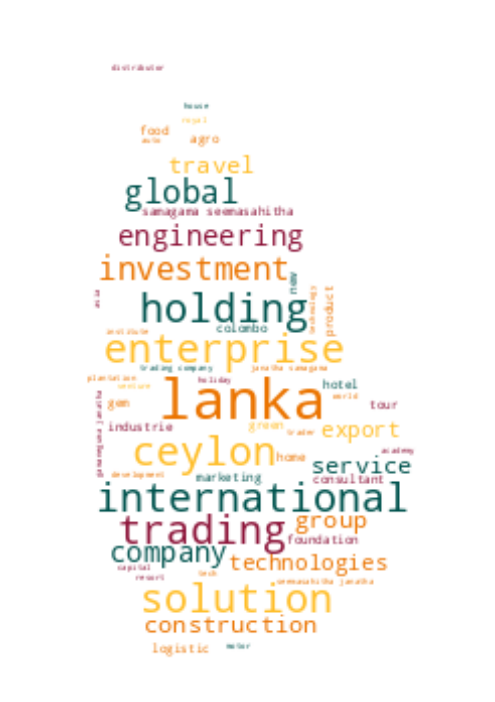 distributor
house
royal
food
auto agro
travel
global
samagama seemasahitha
engineering
investment
new
asia
holding
technology
product
colombo
institute
enterprise
trading company
janatha samagama
plantation
holiday
venture
hotel
lanka
world
gem
tour
industrie
green
trader
export
ceylon
home
academy
service
development
marketing
consultant
international
trading
group
foundation
company
technologies
capital
resort
tech
seemasahitha janatha
solution
construction
logistic
motor